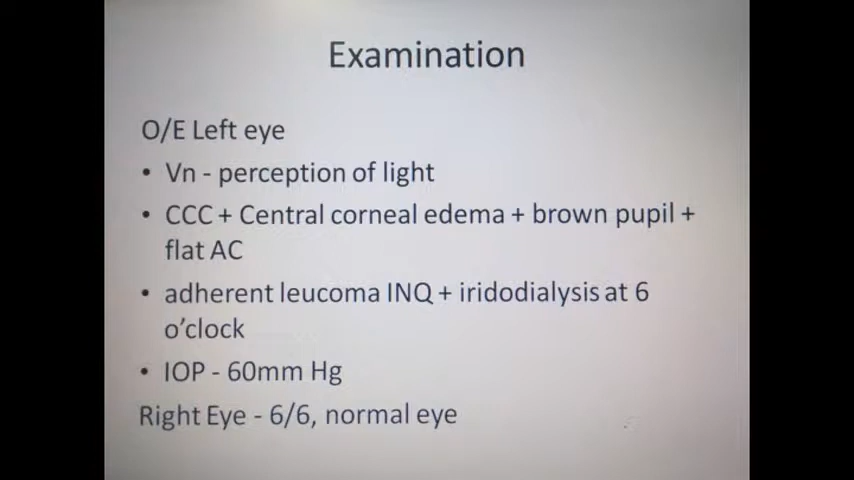 Examination
O/E Left eye
• Vn - perception of light
• CCC + Central corneal edema + brown pupil +
flat AC
• adherent leucoma INQ + iridodialysis at 6
o’clock
• IOP - 60mm Hg
Right Eye - 6/6, normal eye